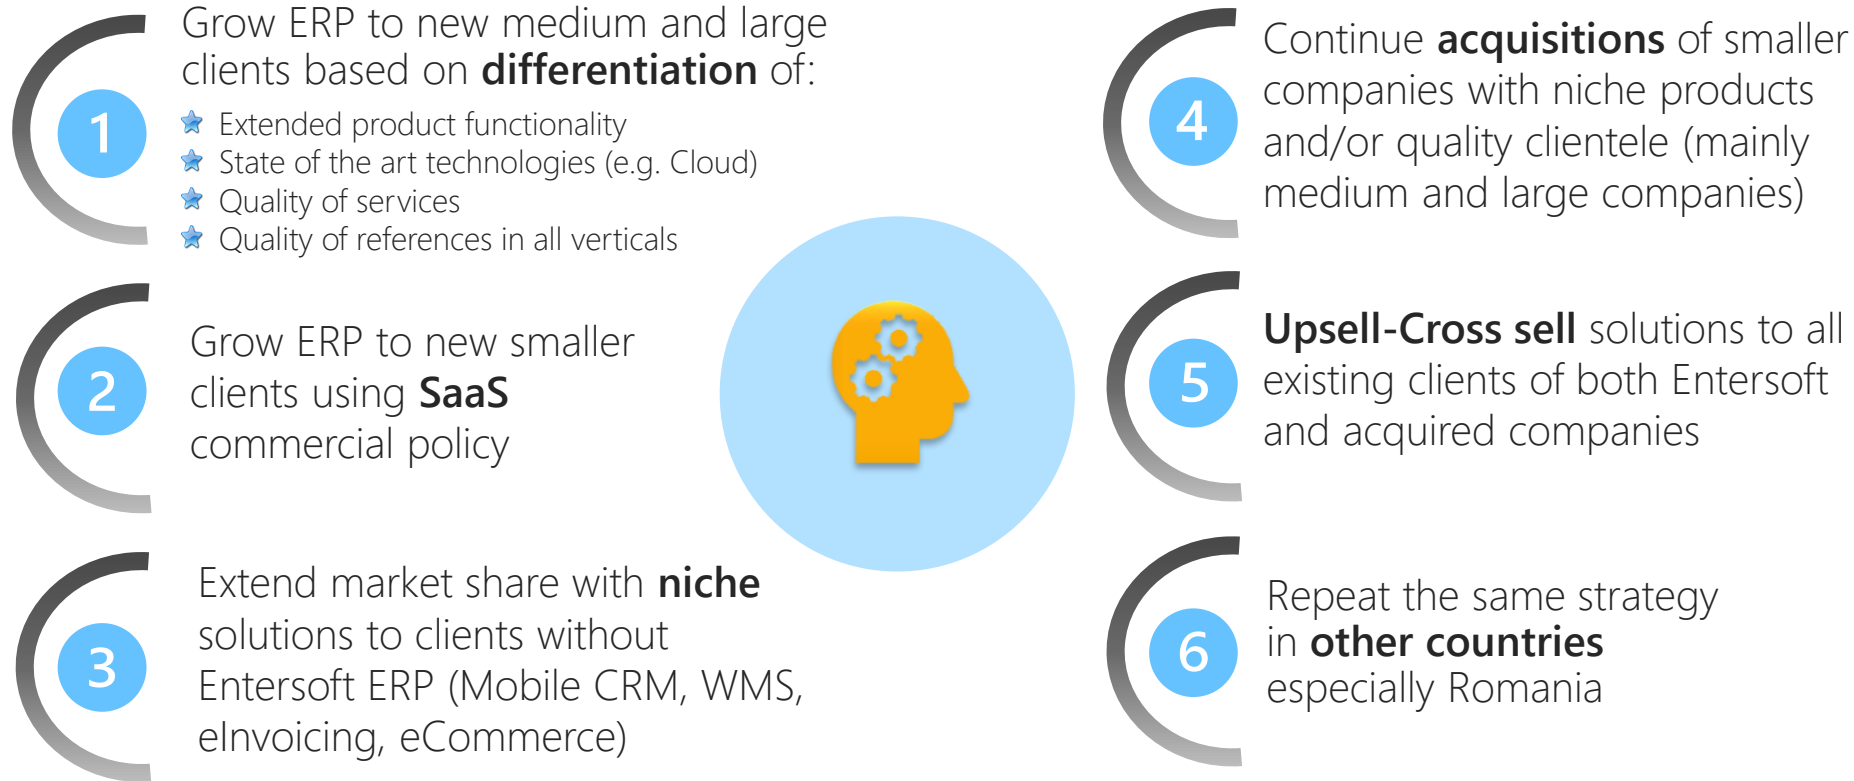 1
Grow ERP to new medium and large
clients based on differentiation of:
Extended product functionality
State of the art technologies (e.g. Cloud)
Quality of services
Quality of references in all verticals
2
Grow ERP to new smaller
clients using SaaS
commercial policy
3
Extend market share with niche
solutions to clients without
Entersoft ERP (Mobile CRM, WMS,
eInvoicing, eCommerce)
4
Continue acquisitions of smaller
companies with niche products
and/or quality clientele (mainly
medium and large companies)
5
Upsell-Cross sell solutions to all
existing clients of both Entersoft
and acquired companies
6
Repeat the same strategy
in other countries
especially Romania